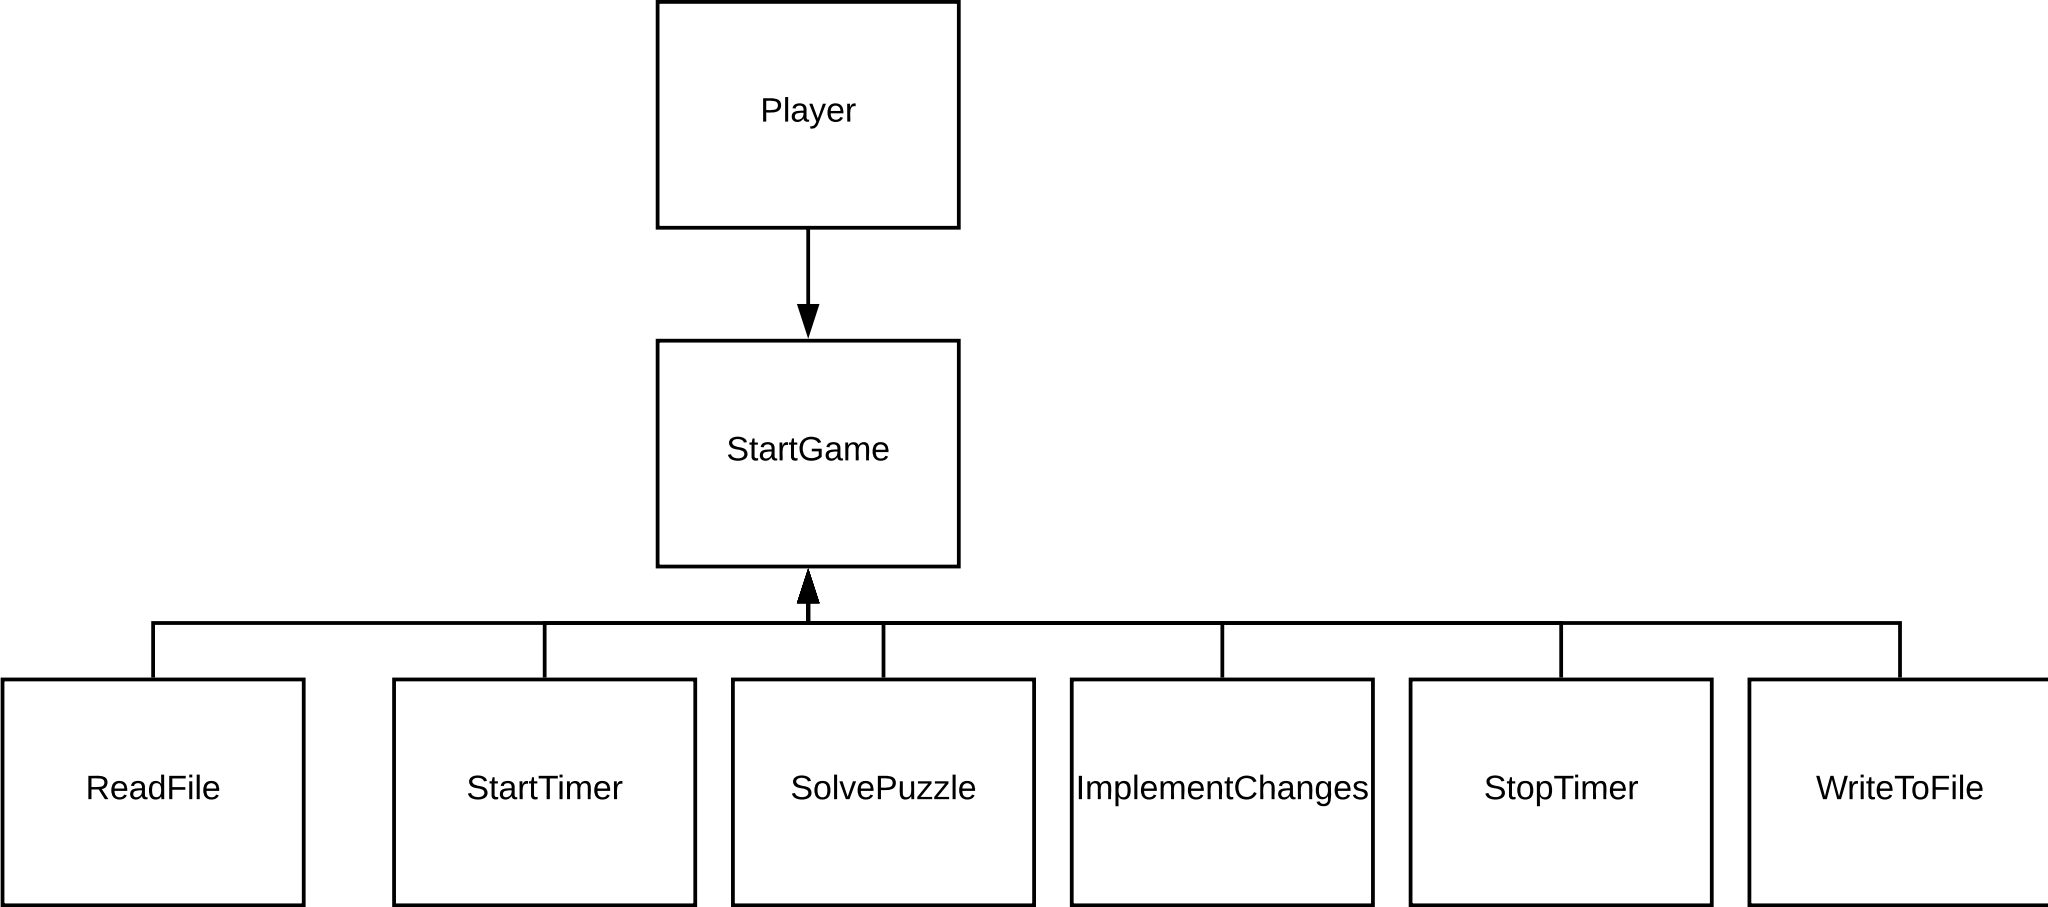 Player
StartGame
ReadFile
StartTimer
SolvePuzzle
ImplementChanges
StopTimer
WriteToFile